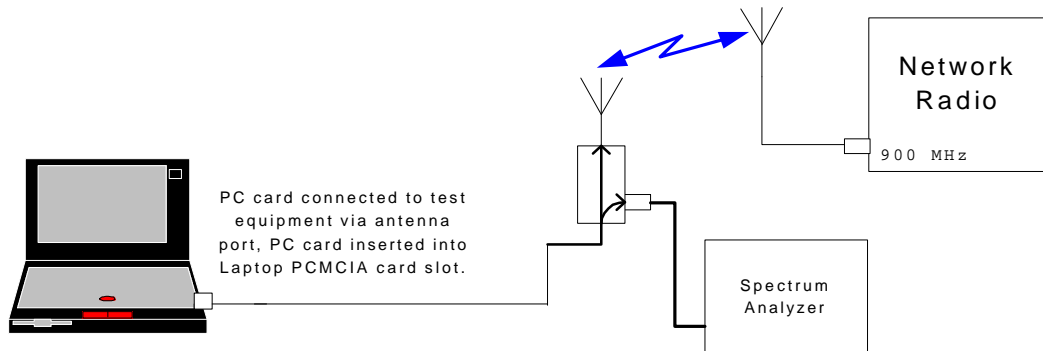 Network
Radio
900 MHz
PC card connected to test
equipment via antenna
port, PC card inserted into
Laptop PCMCIA card slot.
Spectrum
Analyzer